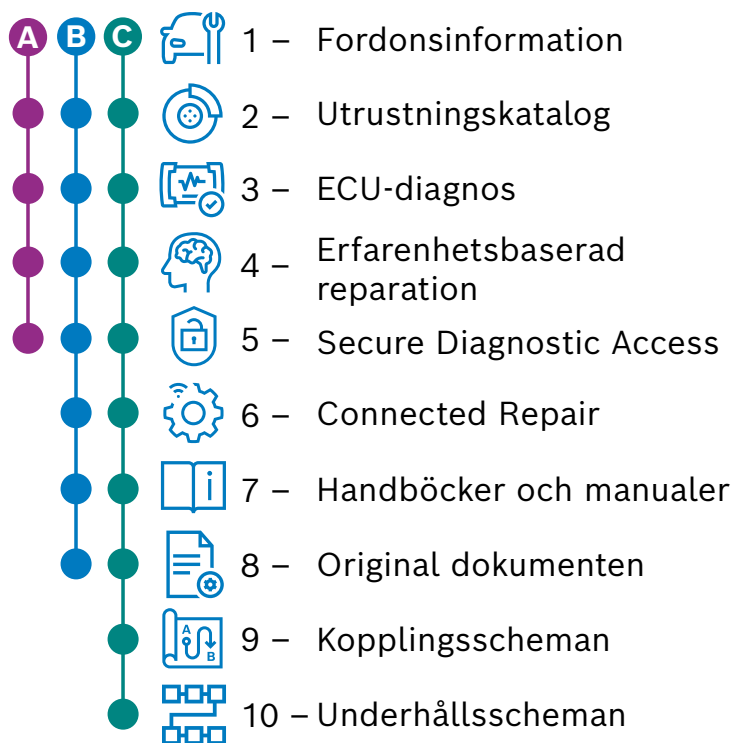 A B C 1 – Fordonsinformation
2 – Utrustningskatalog
3 – ECU-diagnos
4 – Erfarenhetsbaserad
reparation
5 – Secure Diagnostic Access
6 – Connected Repair
i 7 – Handböcker och manualer
8 – Original dokumenten
A B 9 – Kopplingsscheman
10 – Underhållsscheman